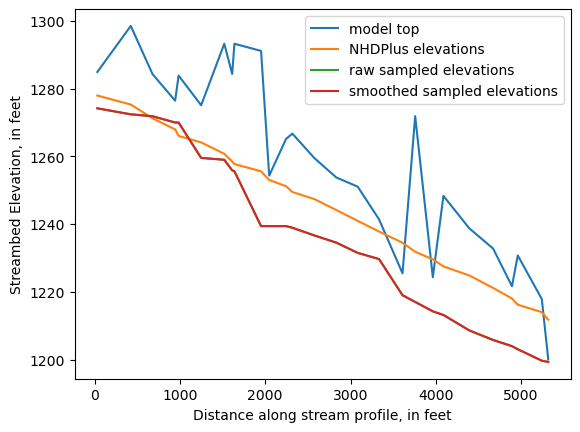 1300
1280
1260
1240
1220
1200
Streambed Elevation, in feet
model top
NHDPlus elevations
raw sampled elevations
smoothed sampled elevations
0
1000
2000
3000
4000
5000
Distance along stream profile, in feet